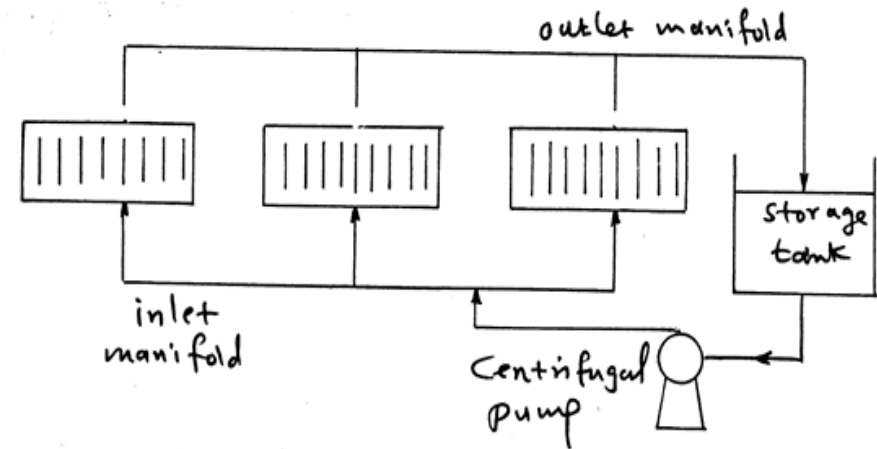 outlet manifold
storage
tank
inlet
manifold
Centrifugal
pump